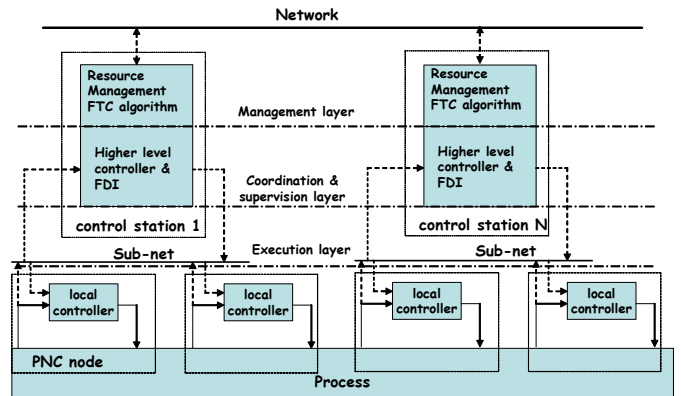 Network
Resource
Management
FTC algorithm
Resource
Management
FTC algorithm
Management layer
Higher level
controller &
FDI
Higher level
controller &
FDI
Coordination &
supervision layer
control station 1
control station N
Sub-net
Execution layer
Sub-net
local
controller
local
controller
local
controller
local
controller
PNC node
Process